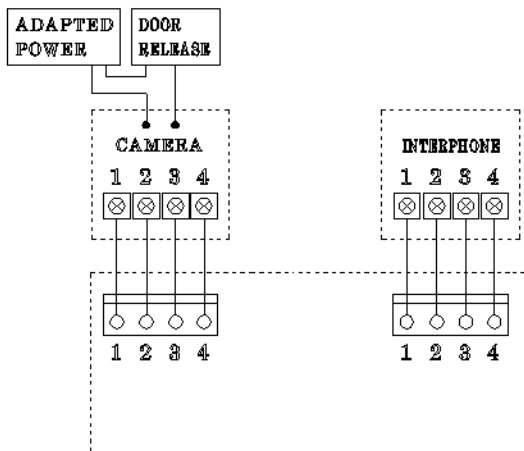 ADAPTED
POWER
DOOR
RELEASE
CAMERA
1 2 3 4
INTERPHONE
1 2 3 4
1 2 3 4
1 2 3 4